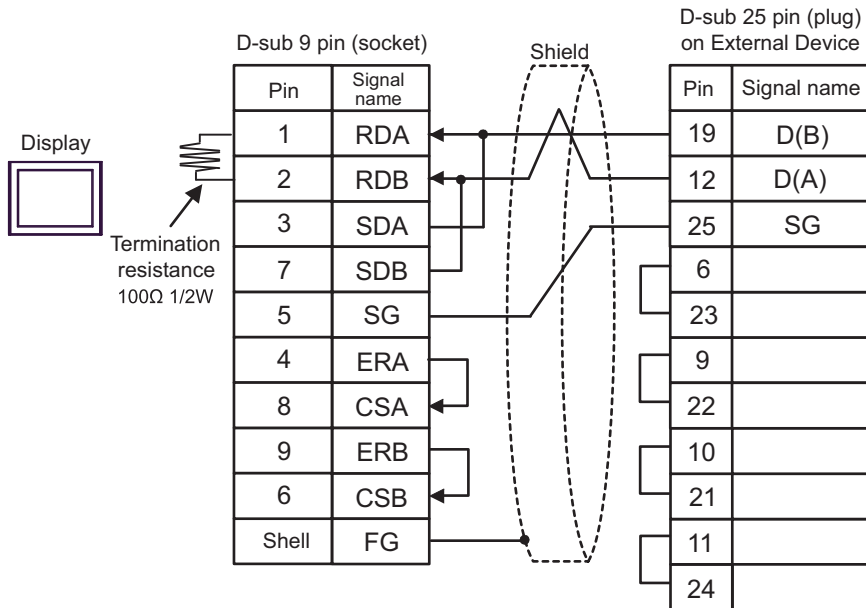 D-sub 25 pin (plug)
on External Device
D-sub 9 pin (socket)
Shield
Display
Termination
resistance
100Ω 1/2W
Pin Signal name
1 RDA
2 RDB
3 SDA
7 SDB
5 SG
4 ERA
8 CSA
9 ERB
6 CSB
Shell FG
Pin Signal name
19 D(B)
12 D(A)
25 SG
6
23
9
22
10
21
11
24